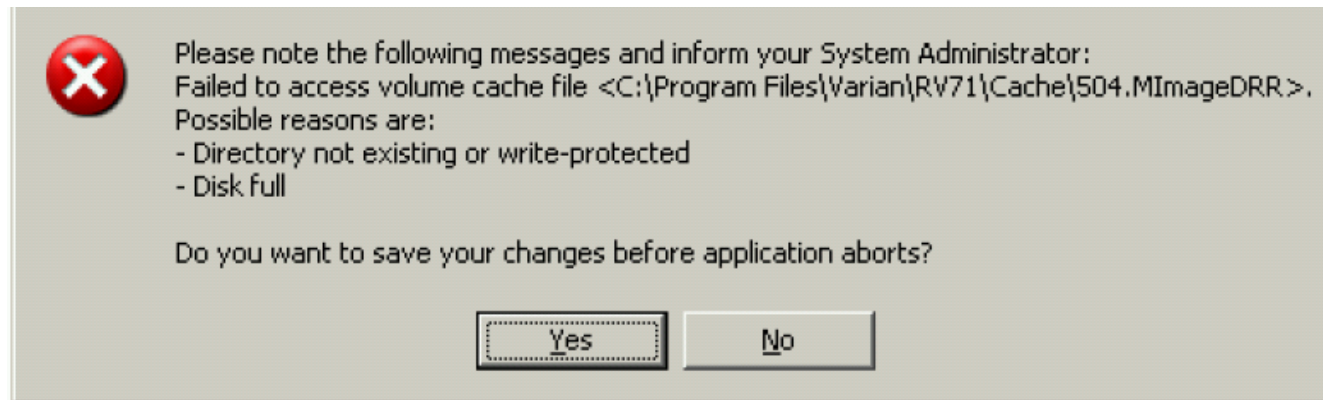 Please note the following messages and inform your System Administrator:
Failed to access volume cache file <C:\Program Files\Varian\RV71\Cache\504.MImageDRR>.
Possible reasons are:
- Directory not existing or write-protected
- Disk full
Do you want to save your changes before application aborts?
Yes
No